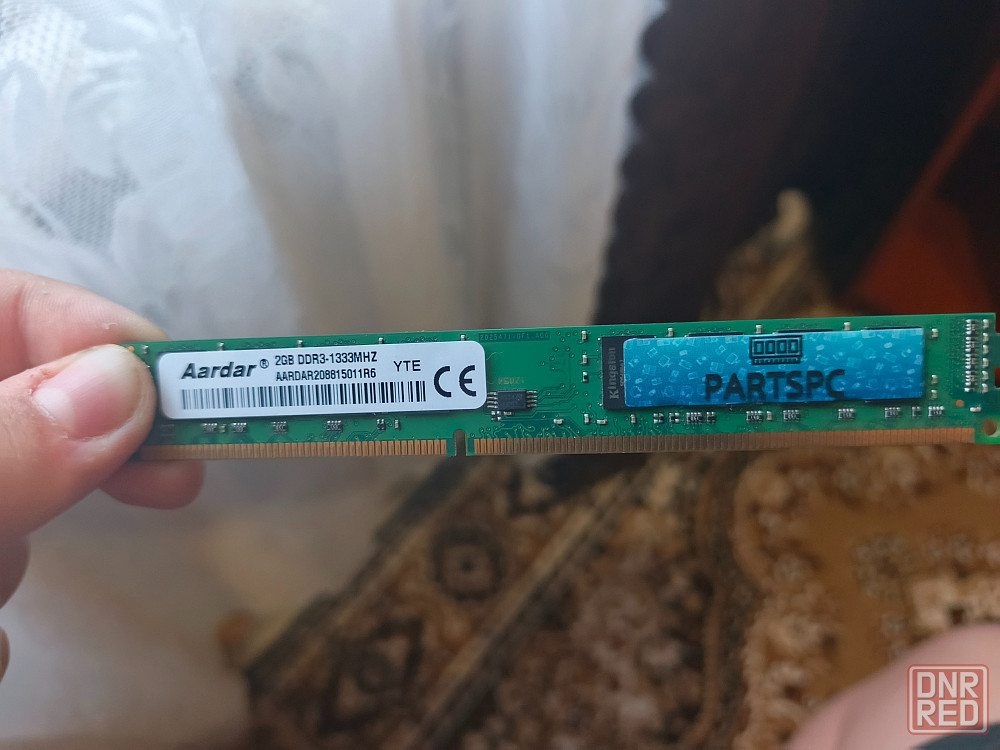 Aardar ®
2GB DDR3-1333MHZ
AARDAR208815011R6
YTE
CE
Kingston
PARTSPC
DNR
RED